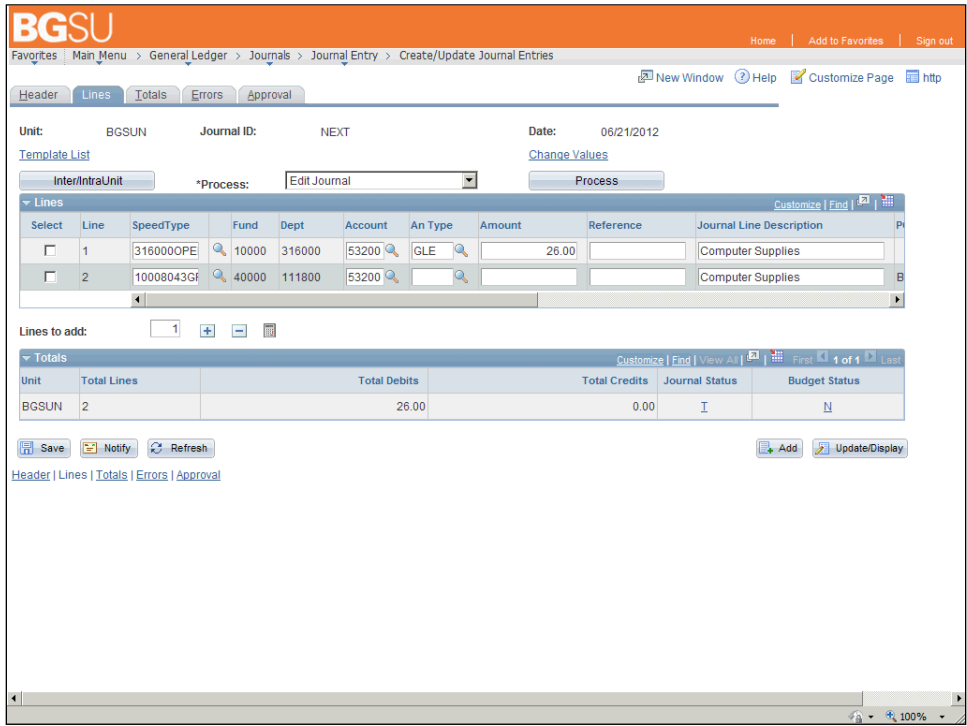 BGSU
Home | Add to Favorites | Sign out
Favorites Main Menu > General Ledger > Journals > Journal Entry > Create/Update Journal Entries
New Window ? Help Customize Page http
Header Lines Totals Errors Approval
Unit: BGSUN Journal ID: NEXT Date: 06/21/2012
Template List Change Values
Inter/IntraUnit *Process: Edit Journal Process
Lines Customize | Find |
Select Line SpeedType Fund Dept Account An Type Amount Reference Journal Line Description
1 316000OPE 10000 316000 53200 GLE 26.00 Computer Supplies
2 10008043GF 40000 111800 53200 Computer Supplies B
Lines to add: 1 + -
Totals Customize | Find | View All | First 1 of 1 Last
Unit Total Lines Total Debits Total Credits Journal Status Budget Status
BGSUN 2 26.00 0.00 T N
Save Notify Refresh Add Update/Display
Header | Lines | Totals | Errors | Approval
100%